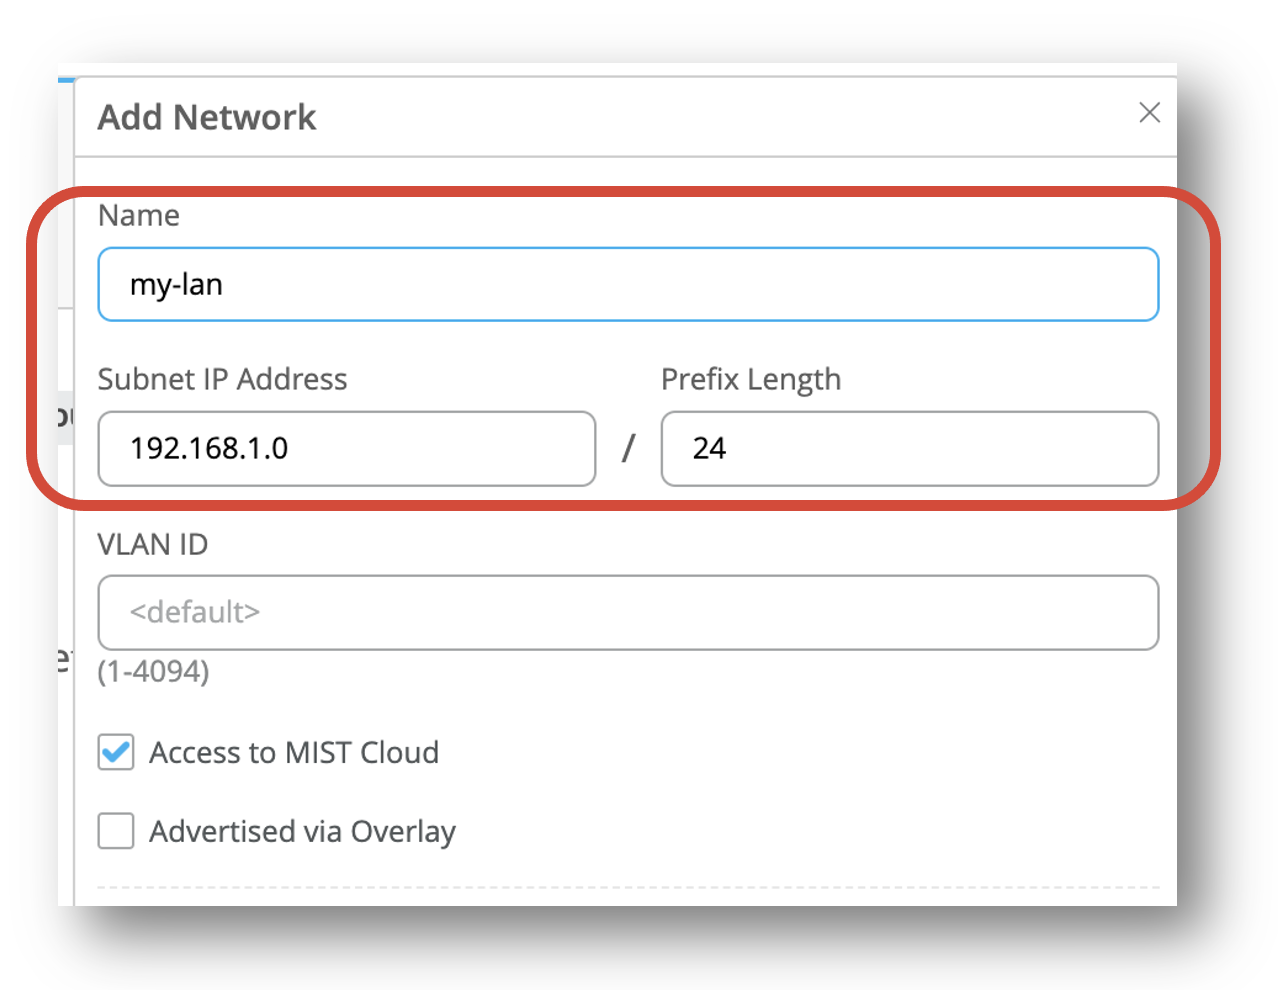 Add Network
Name
my-lan
Subnet IP Address Prefix Length
192.168.1.0 / 24
VLAN ID
<default>
(1-4094)
Access to MIST Cloud
Advertised via Overlay